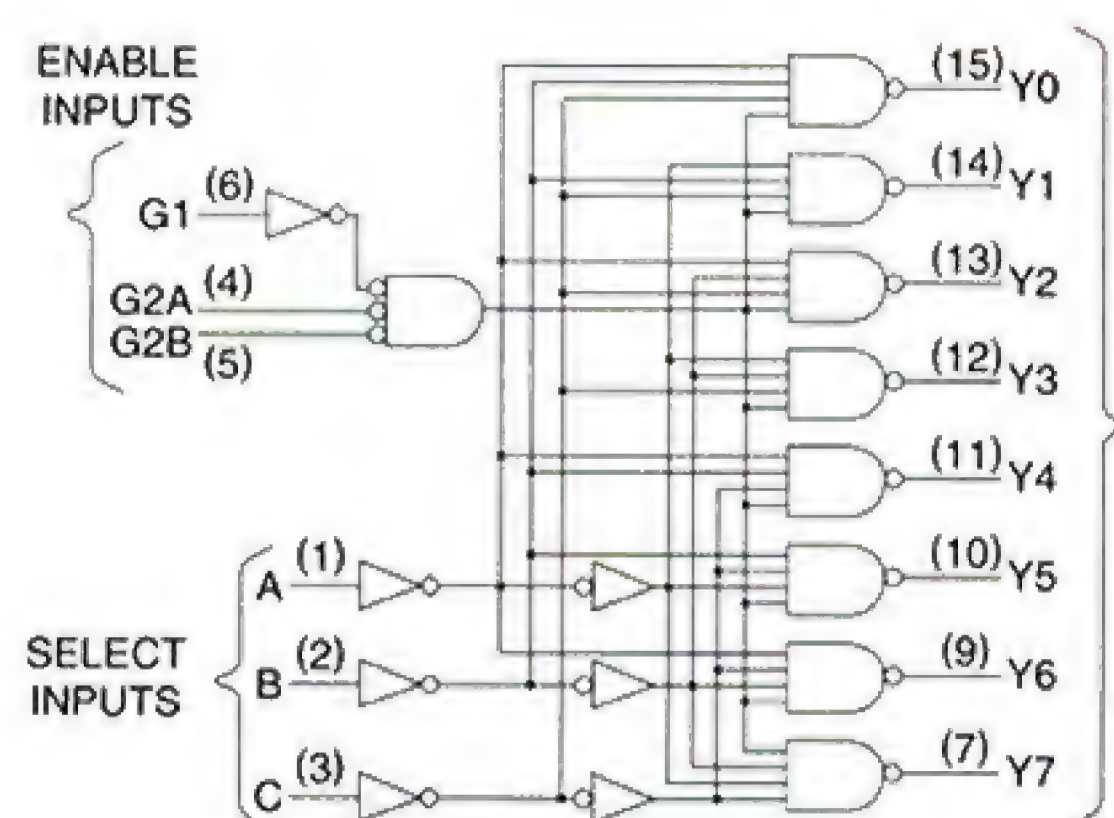 ENABLE
INPUTS
G1 (6)
G2A (4)
G2B (5)
SELECT
INPUTS
A (1)
B (2)
C (3)
(15) Y0
(14) Y1
(13) Y2
(12) Y3
(11) Y4
(10) Y5
(9) Y6
(7) Y7